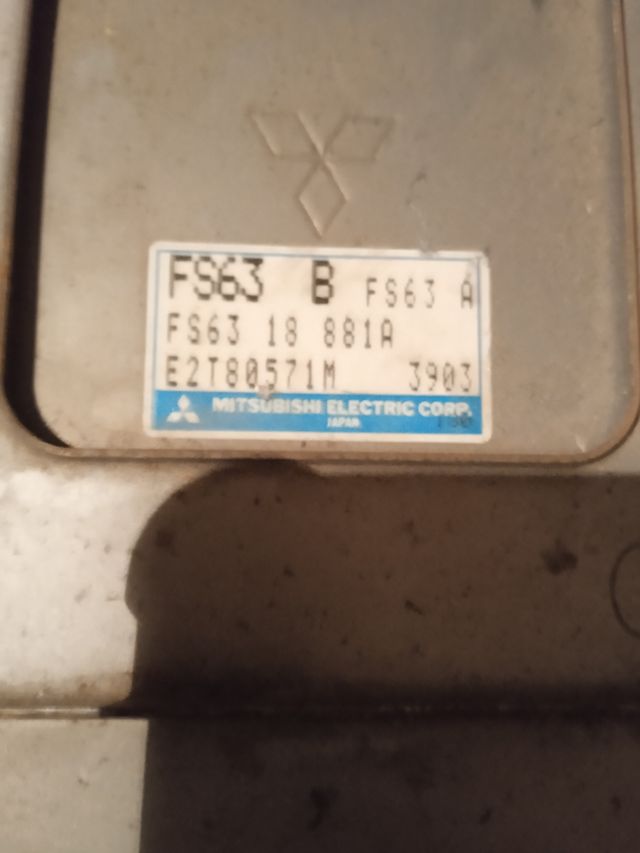 FS63 B FS63 A
FS63 18 881A
E2T80571M 3903
MITSUBISHI ELECTRIC CORP.
JAPAN